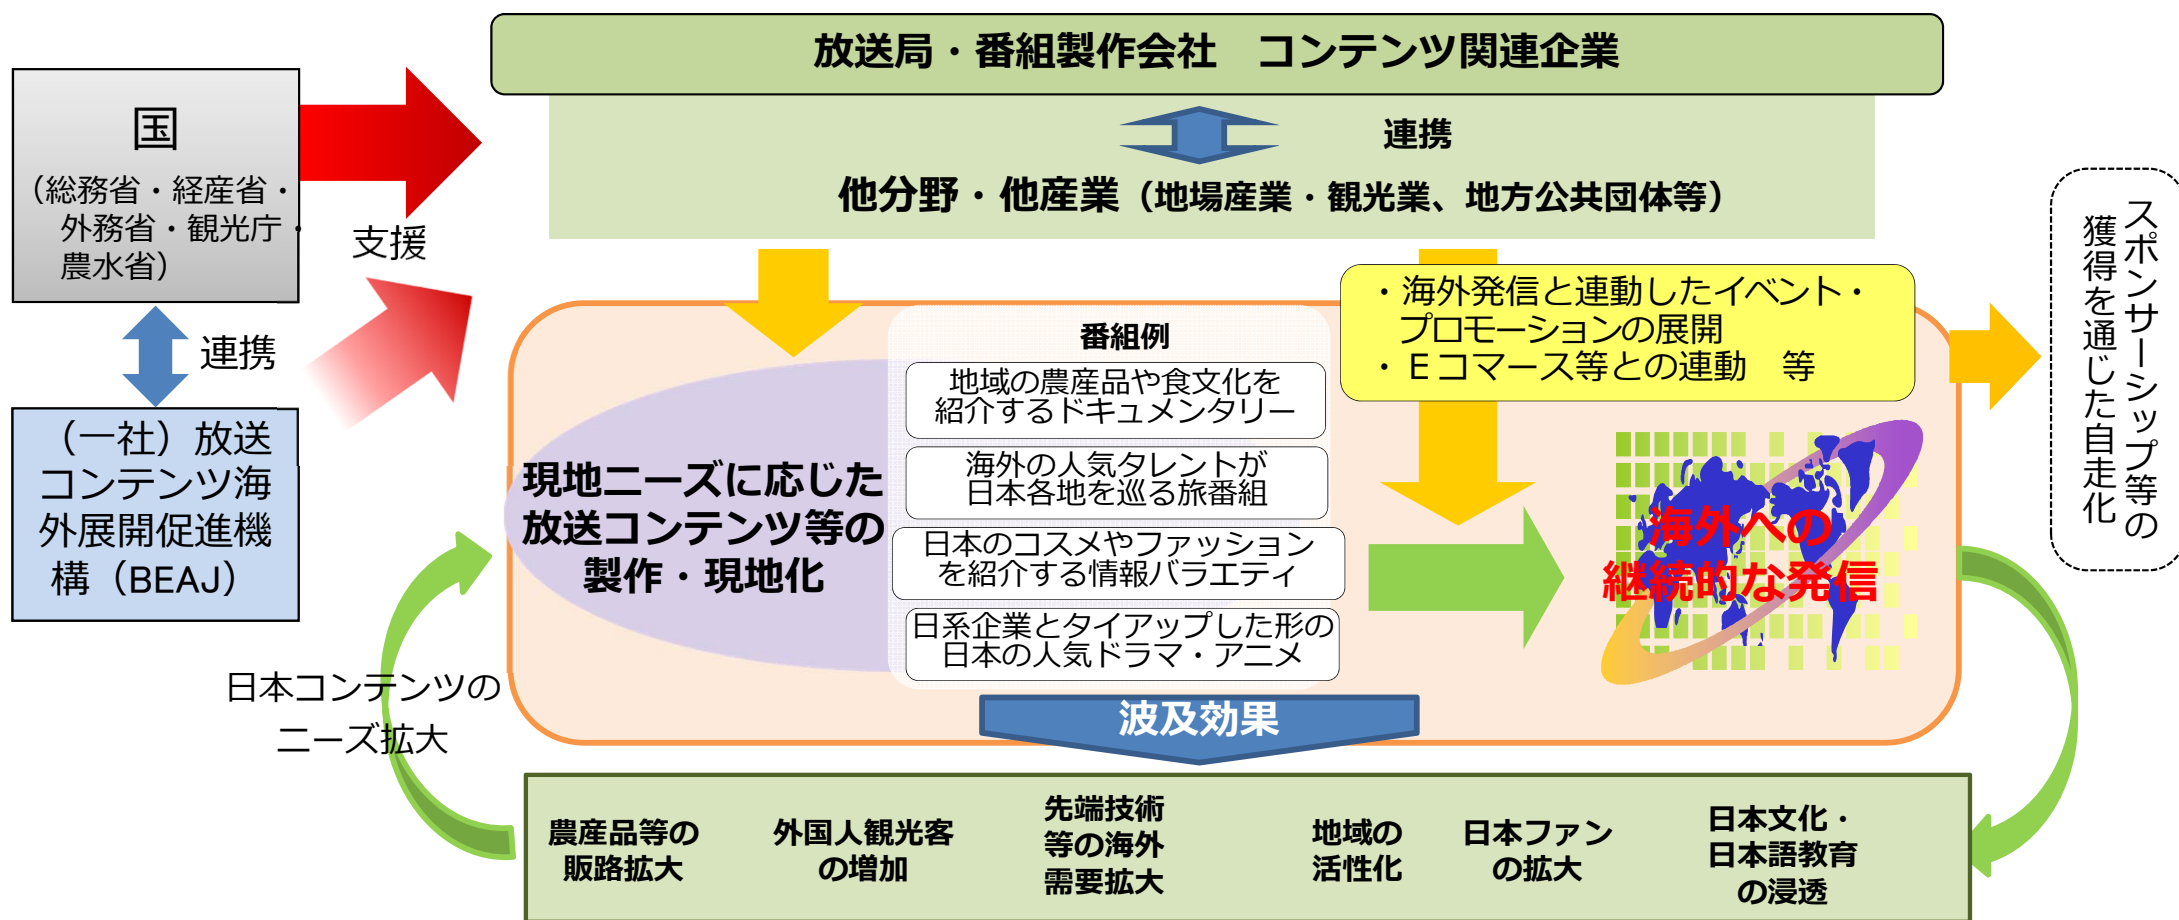 放送局・番組製作会社　コンテンツ関連企業
連携
他分野・他産業（地場産業・観光業、地方公共団体等）
国
（総務省・経産省・
外務省・観光庁・
農水省）
支援
連携
（一社）放送
コンテンツ海
外展開促進機
構（BEAJ）
・海外発信と連動したイベント・
プロモーションの展開
・Ｅコマース等との連動　等
スポンサーシップ等の
獲得を通じた自走化
番組例
地域の農産品や食文化を
紹介するドキュメンタリー
海外の人気タレントが
日本各地を巡る旅番組
日本のコスメやファッション
を紹介する情報バラエティ
日系企業とタイアップした形の
日本の人気ドラマ・アニメ
現地ニーズに応じた
放送コンテンツ等の
製作・現地化
海外への
継続的な発信
日本コンテンツの
ニーズ拡大
波及効果
農産品等の
販路拡大
外国人観光客
の増加
先端技術
等の海外
需要拡大
地域の
活性化
日本ファン
の拡大
日本文化・
日本語教育
の浸透